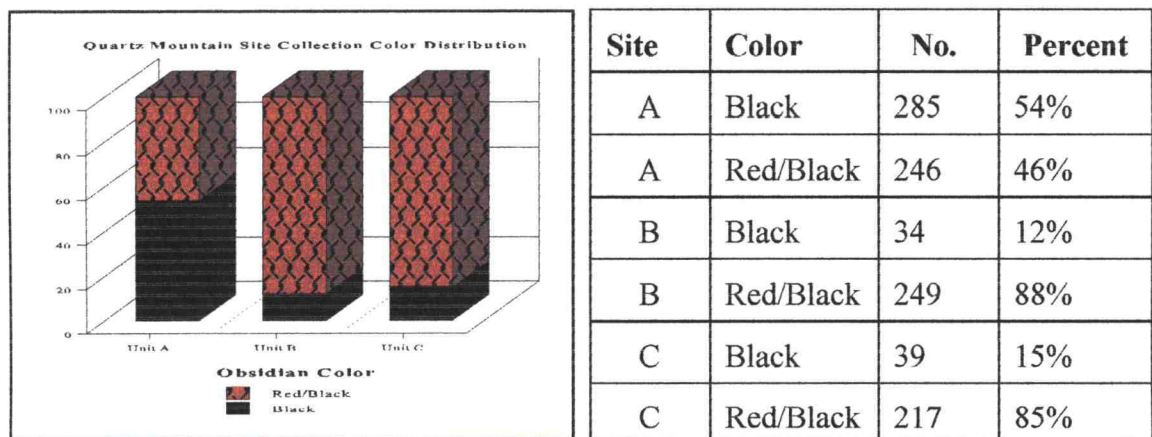 Quartz Mountain Site Collection Color Distribution
100
80
60
40
20
0
Unit A
Unit B
Unit C
Obsidian Color
Red/Black
Black
Site Color No. Percent
A Black 285 54%
A Red/Black 246 46%
B Black 34 12%
B Red/Black 249 88%
C Black 39 15%
C Red/Black 217 85%